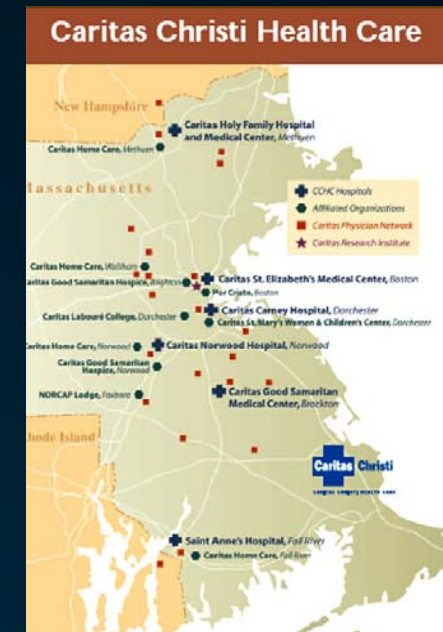 Caritas Christi Health Care
New Hampshire
Caritas Holy Family Hospital
and Medical Center, Methuen
Caritas Home Care, Methuen
Massachusetts
CCHC Hospitals
Affiliated Organizations
Caritas Physician Network
Caritas Research Institute
Caritas Home Care, Waltham
Caritas Good Samaritan Hospice, Brighton
Caritas St. Elizabeth's Medical Center, Boston
Por Cristo, Boston
Caritas Carney Hospital, Dorchester
Caritas Labouré College, Dorchester
Caritas St. Mary's Women & Children's Center, Dorchester
Caritas Home Care, Norwood
Caritas Norwood Hospital, Norwood
Caritas Good Samaritan
Hospice, Norwood
NORCAP Lodge, Foxboro
Caritas Good Samaritan
Medical Center, Brockton
hode Island
Caritas Christi
Saint Anne's Hospital, Fall River
Caritas Home Care, Fall River